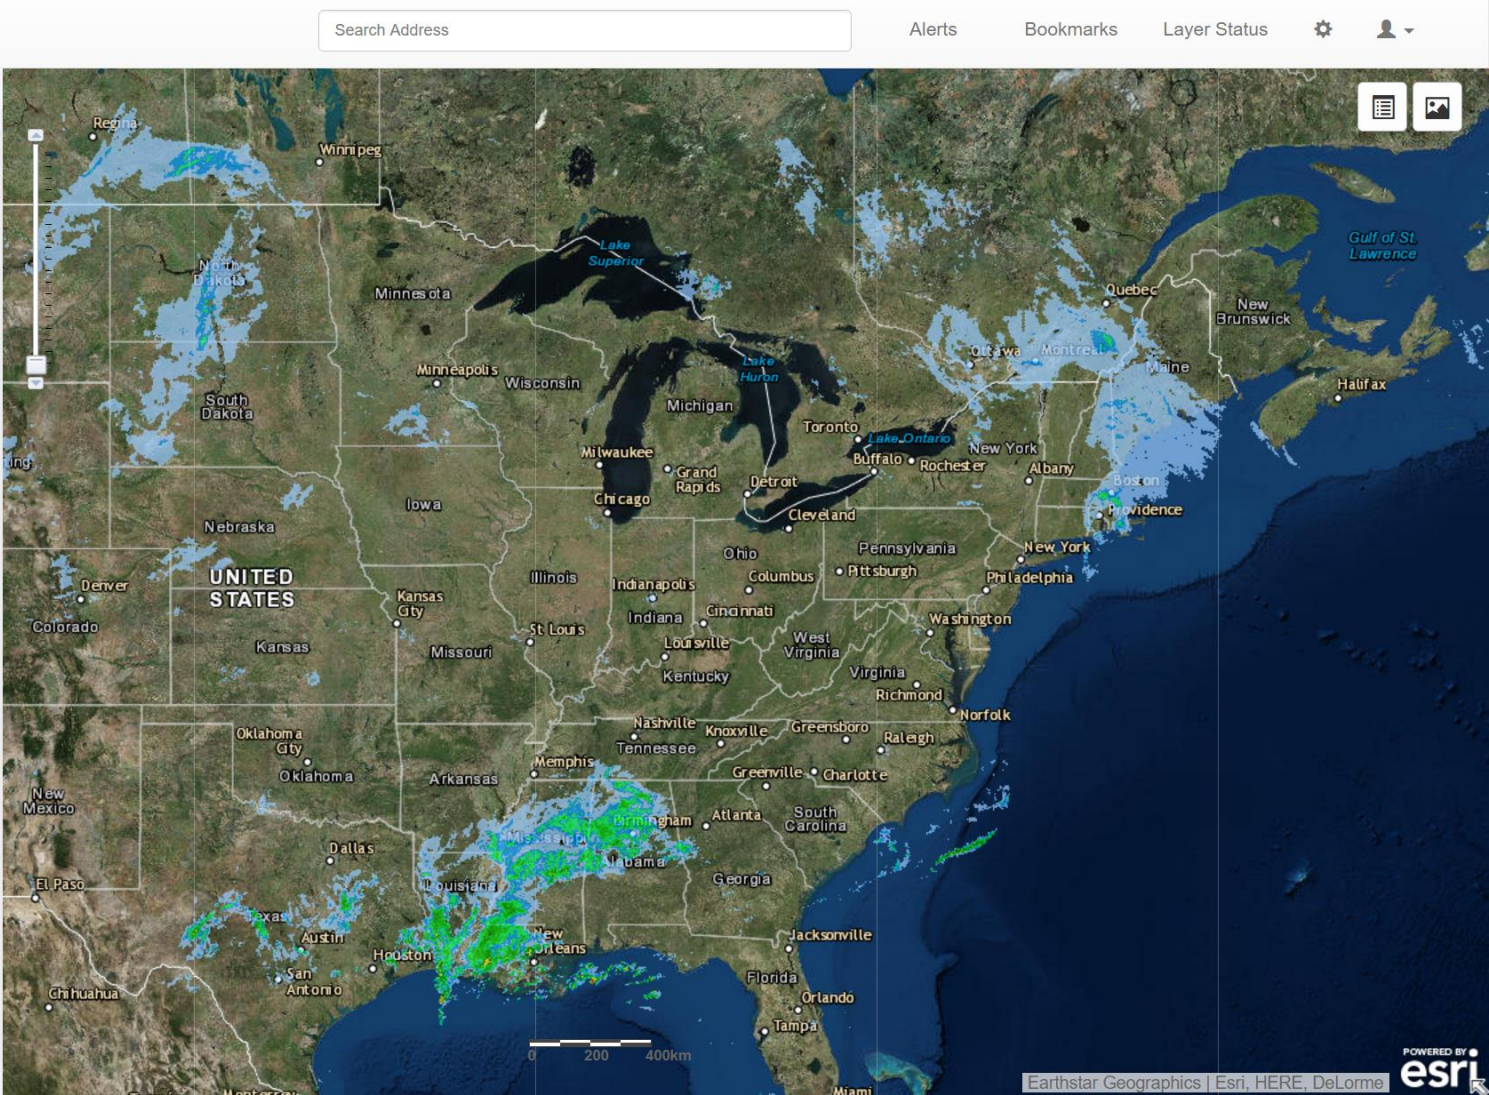 Search Address
Alerts
Bookmarks
Layer Status
Regina
Winnipeg
Lake
Superior
Gulf of St.
Lawrence
North
Dakota
Minnesota
Quebec
New
Brunswick
Ottawa
Montreal
Maine
Lake
Huron
Minneapolis
Wisconsin
Halifax
South
Dakota
Michigan
Toronto
Lake Ontario
New York
Milwaukee
Buffalo
Rochester
Albany
ing
Grand
Rapids
Detroit
Boston
Chicago
Iowa
Cleveland
Providence
Nebraska
Ohio
Pennsylvania
New York
UNITED
STATES
Denver
Illinois
Indianapolis
Columbus
Pittsburgh
Philadelphia
Kansas
City
Colorado
Indiana
Cincinnati
Washington
St Louis
Kansas
Missouri
Louisville
West
Virginia
Kentucky
Virginia
Richmond
Norfolk
Oklahoma
City
Nashville
Tennessee
Knoxville
Greensboro
Raleigh
Memphis
Oklahoma
Arkansas
Greenville
Charlotte
New
Mexico
Mississippi
Birmingham
Atlanta
South
Carolina
Dallas
Alabama
El Paso
Louisiana
Georgia
Texas
Austin
Houston
New
Orleans
Jacksonville
San
Antonio
Florida
Chihuahua
Orlando
Tampa
0 200 400km
Monterrey
Miami
POWERED BY
esri
Earthstar Geographics | Esri, HERE, DeLorme